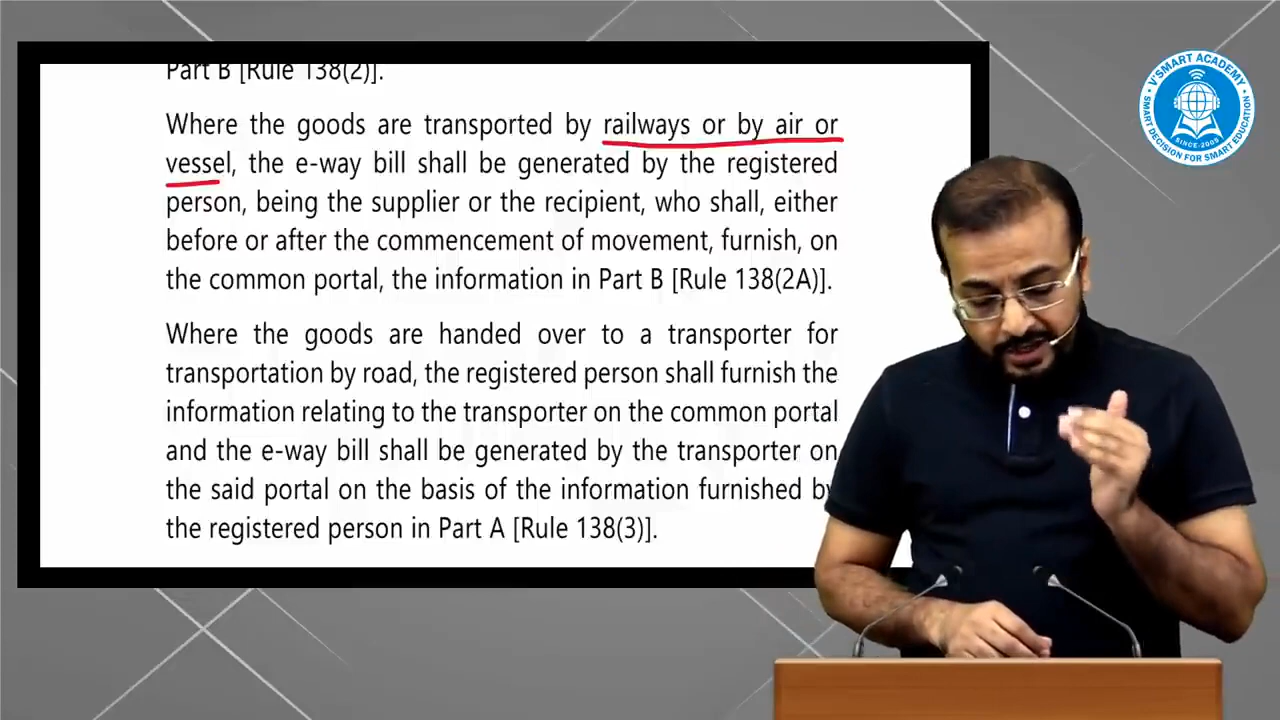 Part B [Rule 138(2)].
Where the goods are transported by railways or by air or
vessel, the e-way bill shall be generated by the registered
person, being the supplier or the recipient, who shall, either
before or after the commencement of movement, furnish, on
the common portal, the information in Part B [Rule 138(2A)].
Where the goods are handed over to a transporter for
transportation by road, the registered person shall furnish the
information relating to the transporter on the common portal
and the e-way bill shall be generated by the transporter on
the said portal on the basis of the information furnished by
the registered person in Part A [Rule 138(3)].
V'SMART ACADEMY
SMART DECISION FOR SMART EDUCATION
SINCE-2005